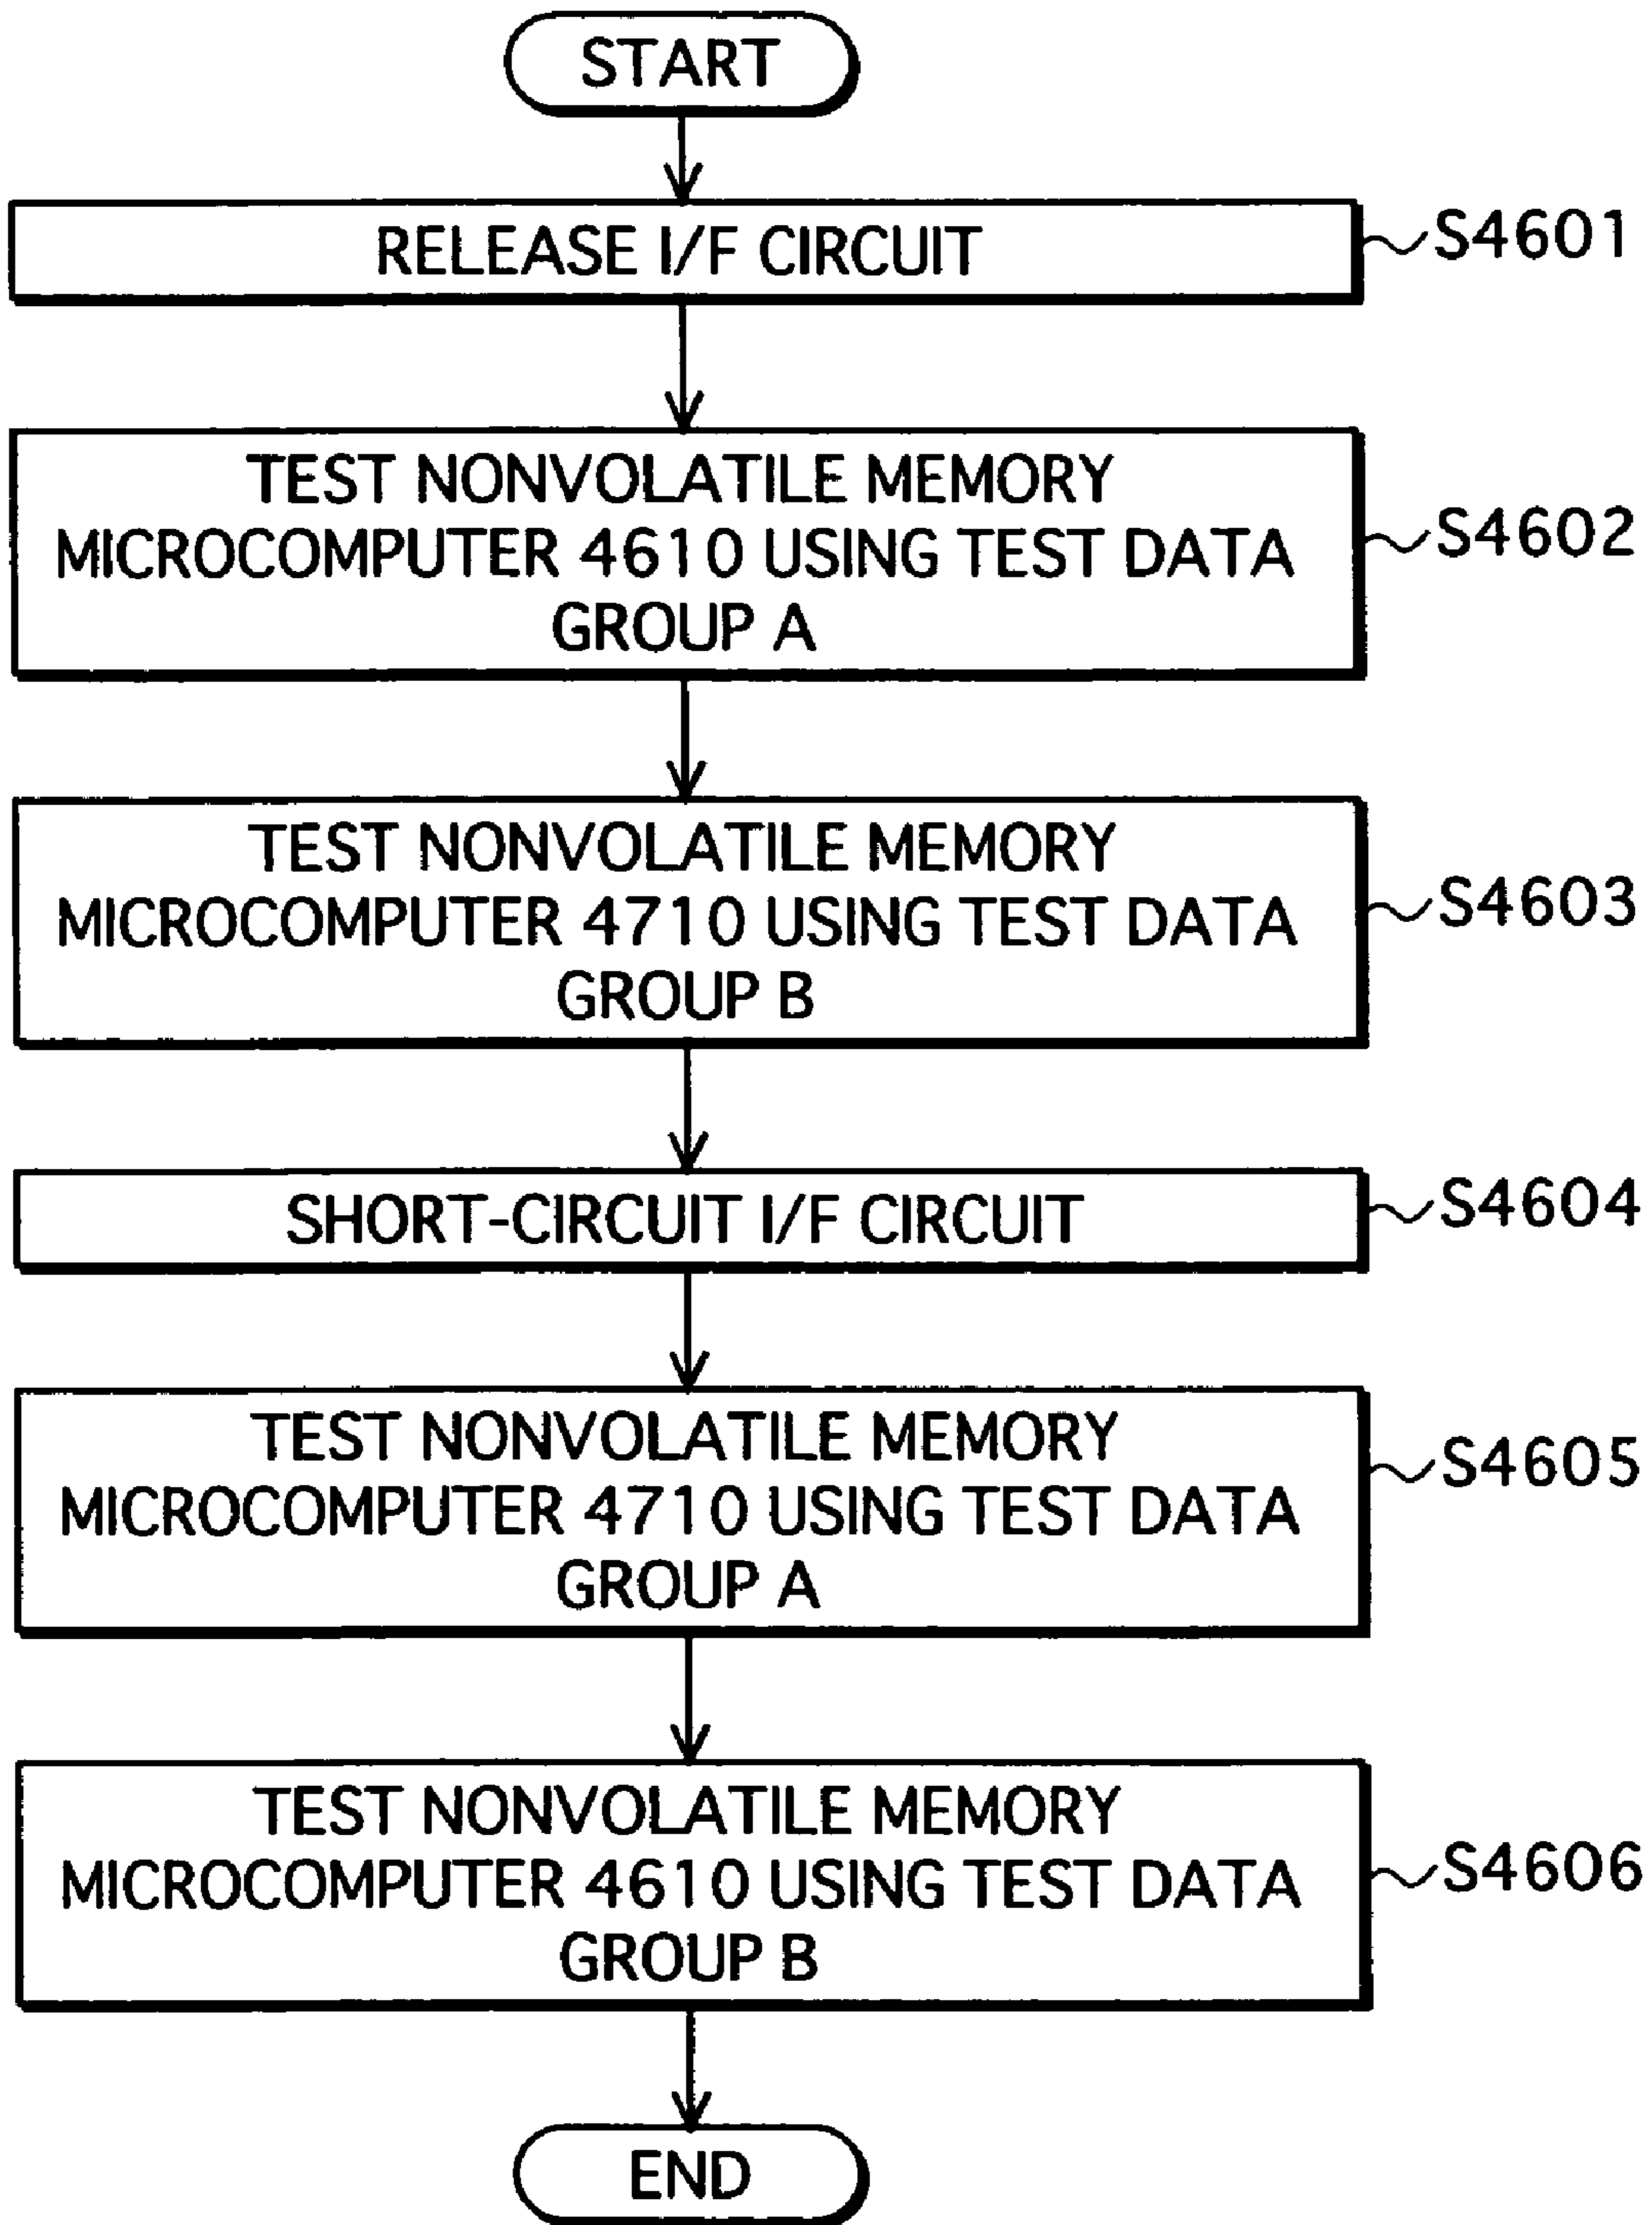 START
RELEASE I/F CIRCUIT
S4601
TEST NONVOLATILE MEMORY
MICROCOMPUTER 4610 USING TEST DATA
GROUP A
S4602
TEST NONVOLATILE MEMORY
MICROCOMPUTER 4710 USING TEST DATA
GROUP B
S4603
SHORT-CIRCUIT I/F CIRCUIT
S4604
TEST NONVOLATILE MEMORY
MICROCOMPUTER 4710 USING TEST DATA
GROUP A
S4605
TEST NONVOLATILE MEMORY
MICROCOMPUTER 4610 USING TEST DATA
GROUP B
S4606
END